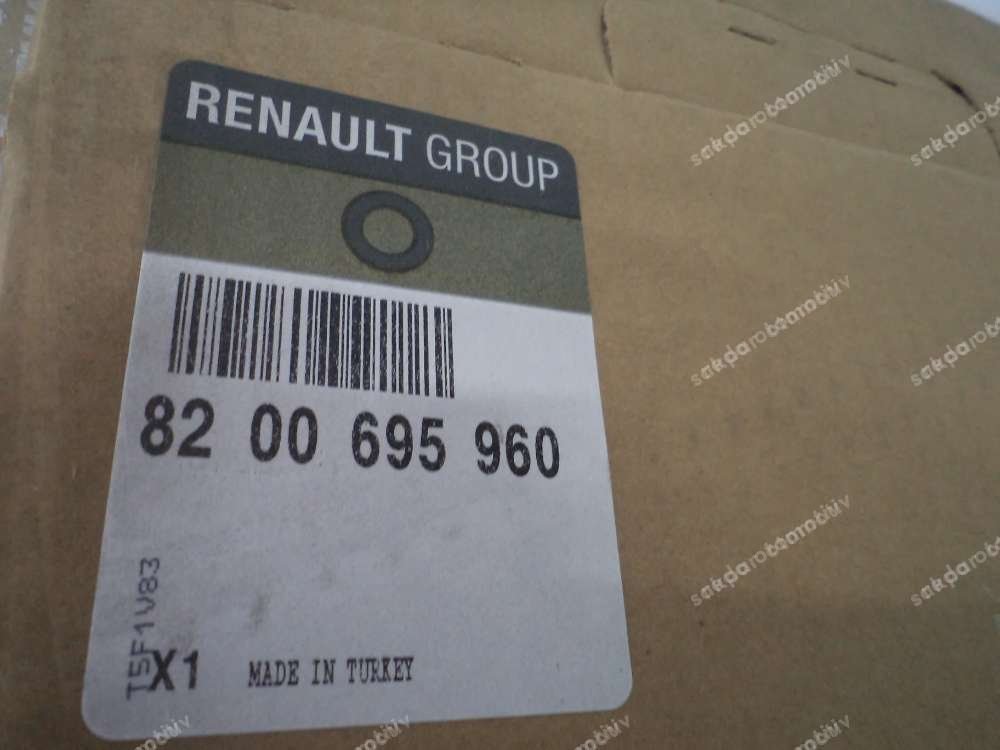 RENAULT GROUP
82 00 695 960
T5F1V83
X1 MADE IN TURKEY